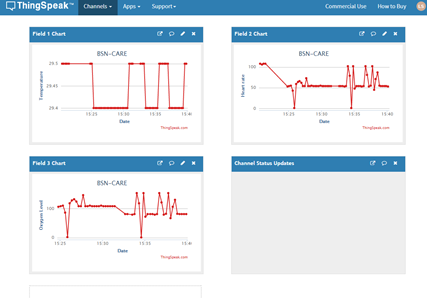 ThingSpeak™ Channels Apps Support Commercial Use How to Buy
Field 1 Chart
BSN-CARE
Temperature
29.5
29.45
29.4
15:25 15:30 15:35 15:40
Date
ThingSpeak.com
Field 2 Chart
BSN-CARE
Heart rate
100
50
0
15:25 15:30 15:35 15:40
Date
ThingSpeak.com
Field 3 Chart
BSN-CARE
Oxygen Level
100
0
15:25 15:30 15:35 15:4
Date
ThingSpeak.com
Channel Status Updates